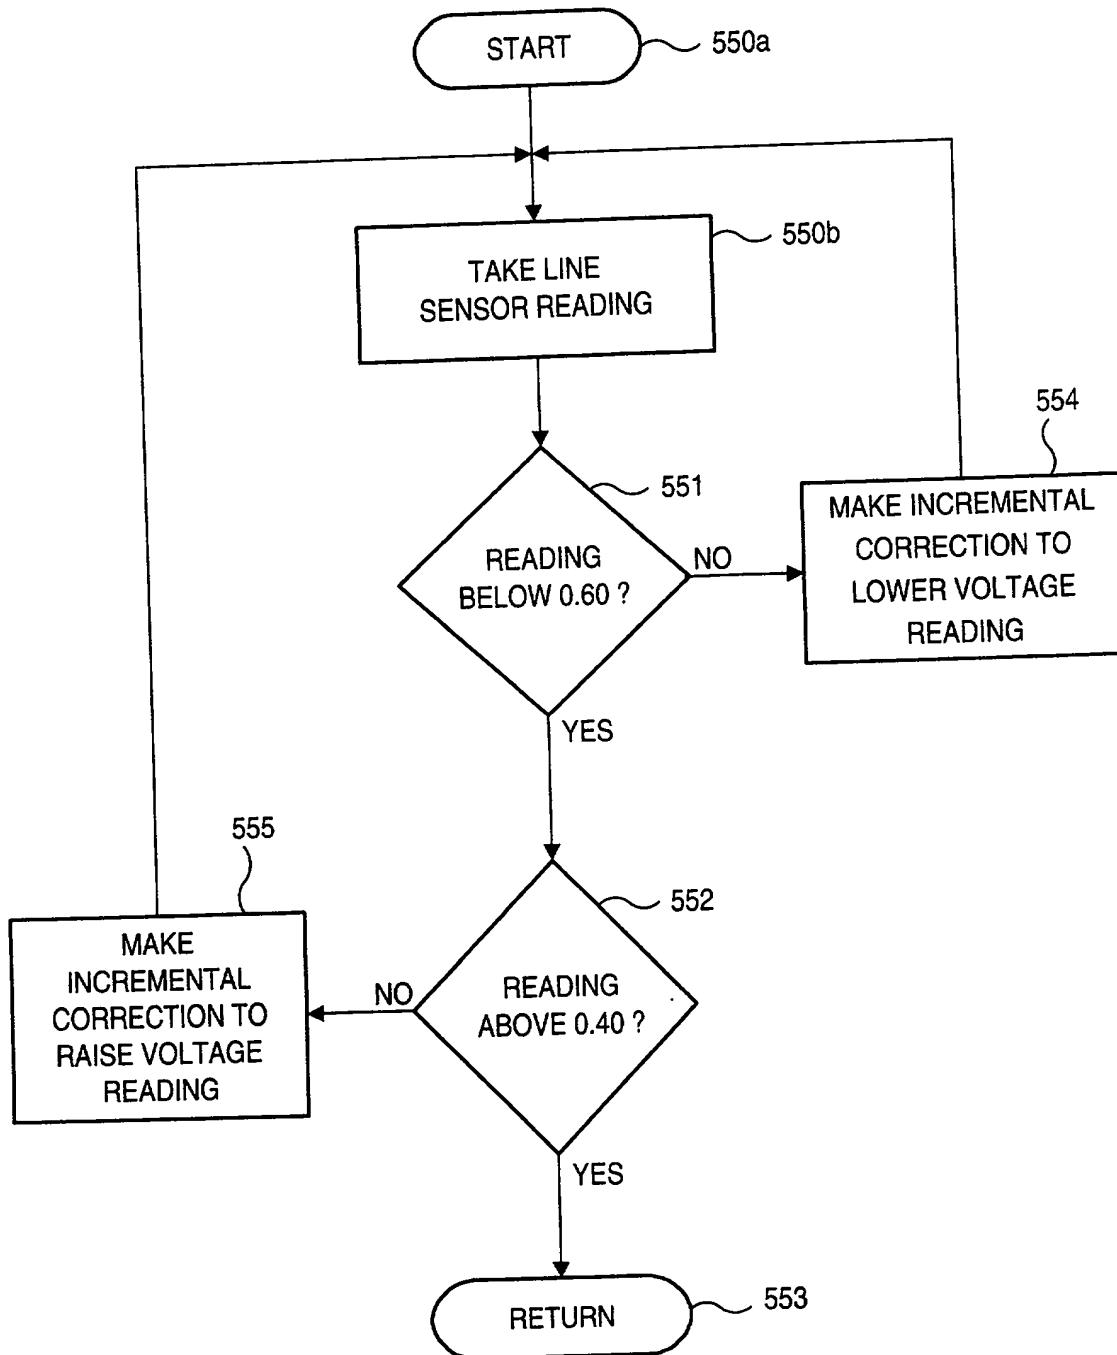 START
550a
TAKE LINE
SENSOR READING
550b
READING
BELOW 0.60 ?
551
NO
YES
554
MAKE INCREMENTAL
CORRECTION TO
LOWER VOLTAGE
READING
READING
ABOVE 0.40 ?
552
NO
YES
555
MAKE
INCREMENTAL
CORRECTION TO
RAISE VOLTAGE
READING
RETURN
553